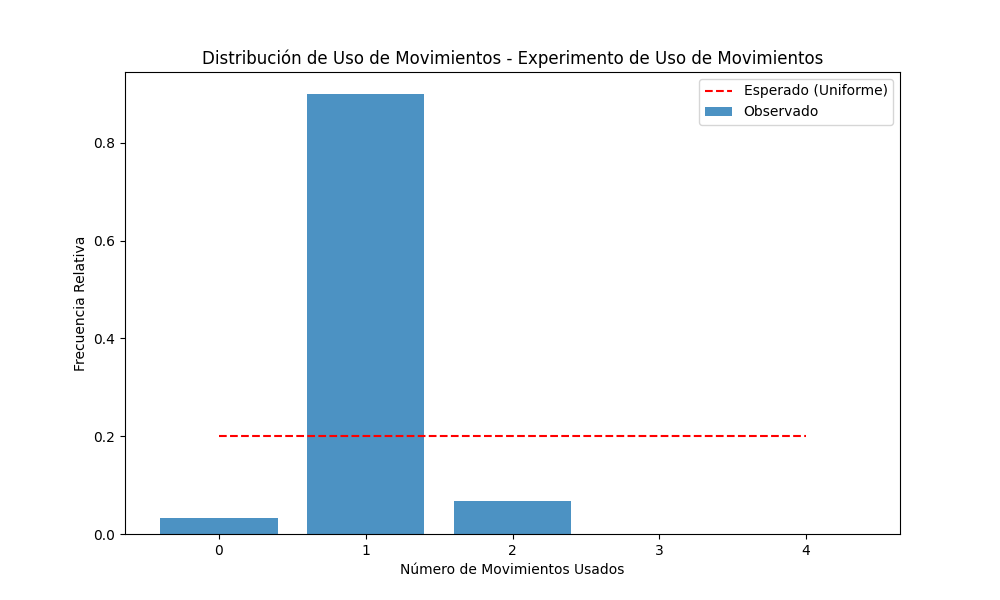 Distribución de Uso de Movimientos - Experimento de Uso de Movimientos
Esperado (Uniforme)
Observado
Frecuencia Relativa
0.8
0.6
0.4
0.2
0.0
0 1 2 3 4
Número de Movimientos Usados